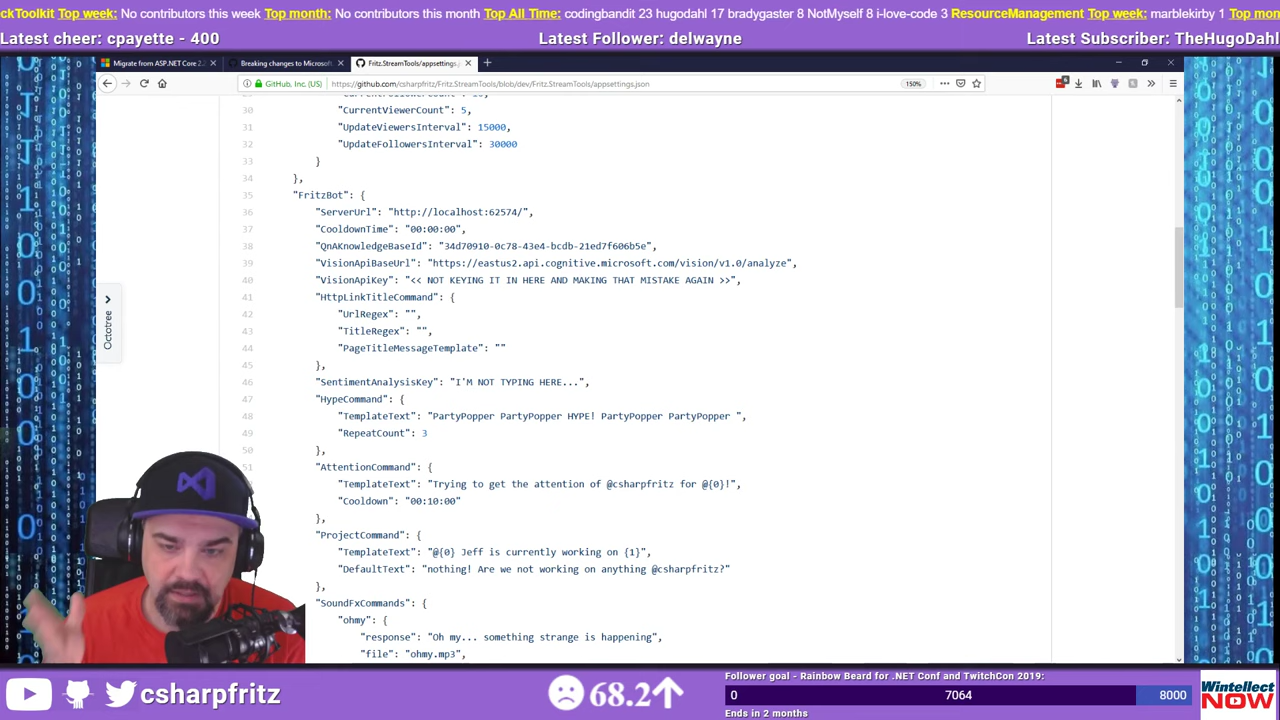 ckToolkit Top week: No contributors this week Top month: No contributors this month Top All Time: codingbandit 23 hugodahl 17 bradygaster 8 NotMyself 8 i-love-code 3 ResourceManagement Top week: marblekirby 1 Top mon
Latest cheer: cpayette - 400 Latest Follower: delwayne Latest Subscriber: TheHugoDahl
Migrate from ASP.NET Core 2. Breaking changes to Microsoft Fritz.StreamTools/appsettings.js
GitHub, Inc. (US) https://github.com/csharpfritz/Fritz.StreamTools/blob/dev/Fritz.StreamTools/appsettings.json 150%
30 "CurrentViewerCount": 5,
31 "UpdateViewersInterval": 15000,
32 "UpdateFollowersInterval": 30000
33 }
34 },
35 "FritzBot": {
36 "ServerUrl": "http://localhost:62574/",
37 "CooldownTime": "00:00:00",
38 "QnAKnowledgeBaseId": "34d70910-0c78-43e4-bcdb-21ed7f606b5e",
39 "VisionApiBaseUrl": "https://eastus2.api.cognitive.microsoft.com/vision/v1.0/analyze",
40 "VisionApiKey": "<< NOT KEYING IT IN HERE AND MAKING THAT MISTAKE AGAIN >>",
41 "HttpLinkTitleCommand": {
42 "UrlRegex": "",
43 "TitleRegex": "",
44 "PageTitleMessageTemplate": ""
45 },
46 "SentimentAnalysisKey": "I'M NOT TYPING HERE...",
47 "HypeCommand": {
48 "TemplateText": "PartyPopper PartyPopper HYPE! PartyPopper PartyPopper ",
49 "RepeatCount": 3
50 },
51 "AttentionCommand": {
"TemplateText": "Trying to get the attention of @csharpfritz for @{0}!",
"Cooldown": "00:10:00"
},
"ProjectCommand": {
"TemplateText": "@{0} Jeff is currently working on {1}",
"DefaultText": "nothing! Are we not working on anything @csharpfritz?"
},
"SoundFxCommands": {
"ohmy": {
"response": "Oh my... something strange is happening",
"file": "ohmy.mp3",
Octotree
csharpfritz 68.2
Follower goal - Rainbow Beard for .NET Conf and TwitchCon 2019:
0 7064 8000
Ends in 2 months
Wintellect
NOW